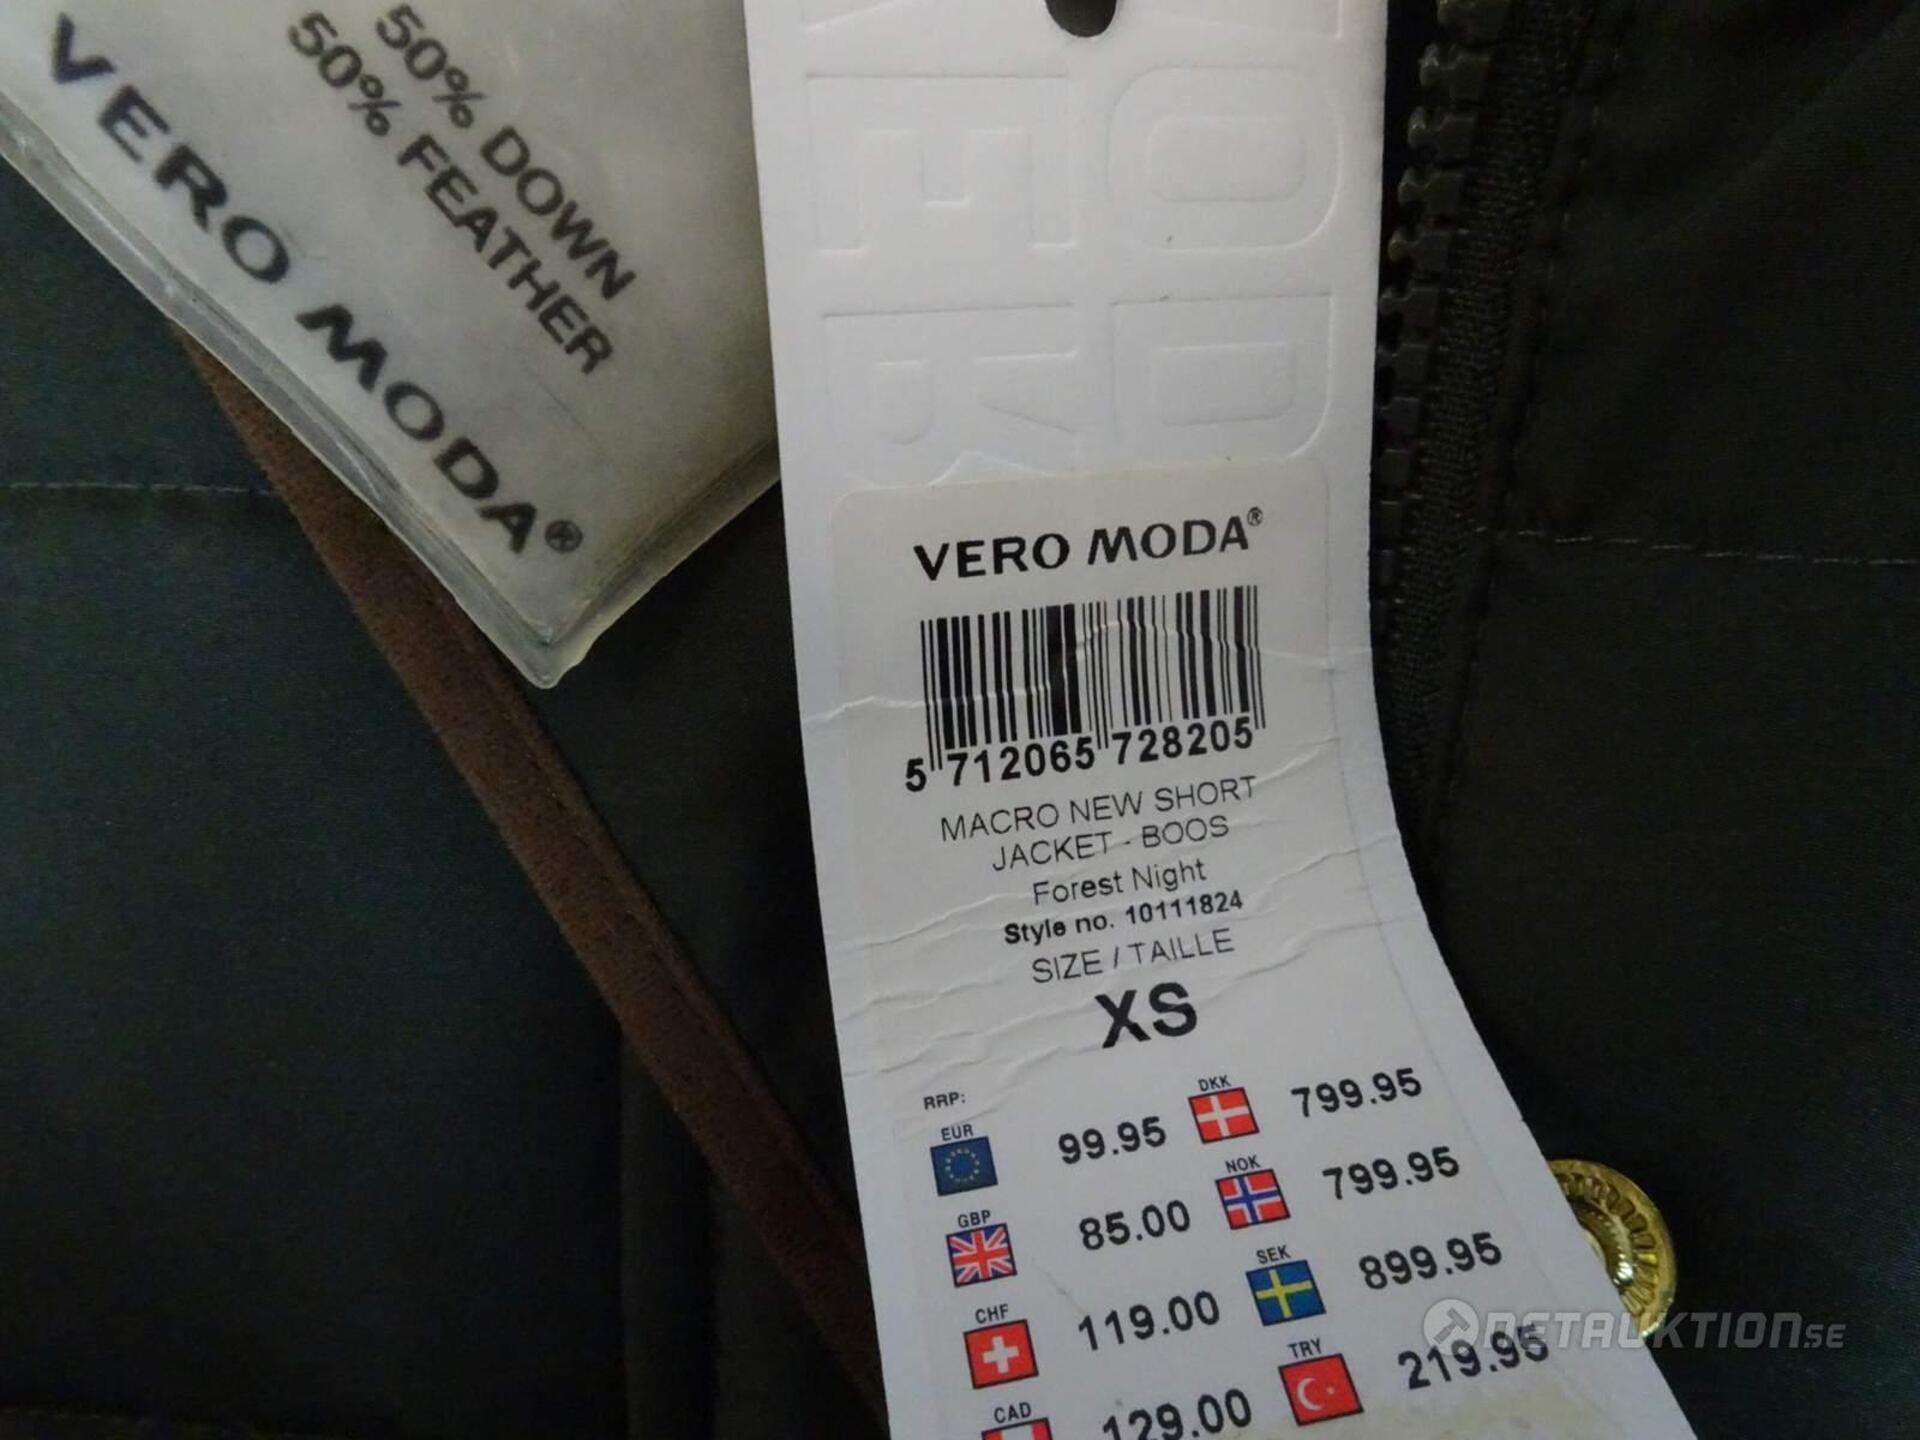 50% DOWN
50% FEATHER
VERO MODA®
VERO MODA®
5 712065 728205
MACRO NEW SHORT
JACKET - BOOS
Forest Night
Style no. 10111824
SIZE / TAILLE
XS
RRP:
EUR 99.95 DKK 799.95
GBP 85.00 NOK 799.95
CHF 119.00 SEK 899.95
CAD 129.00 TRY 219.95
NETAUKTION.SE